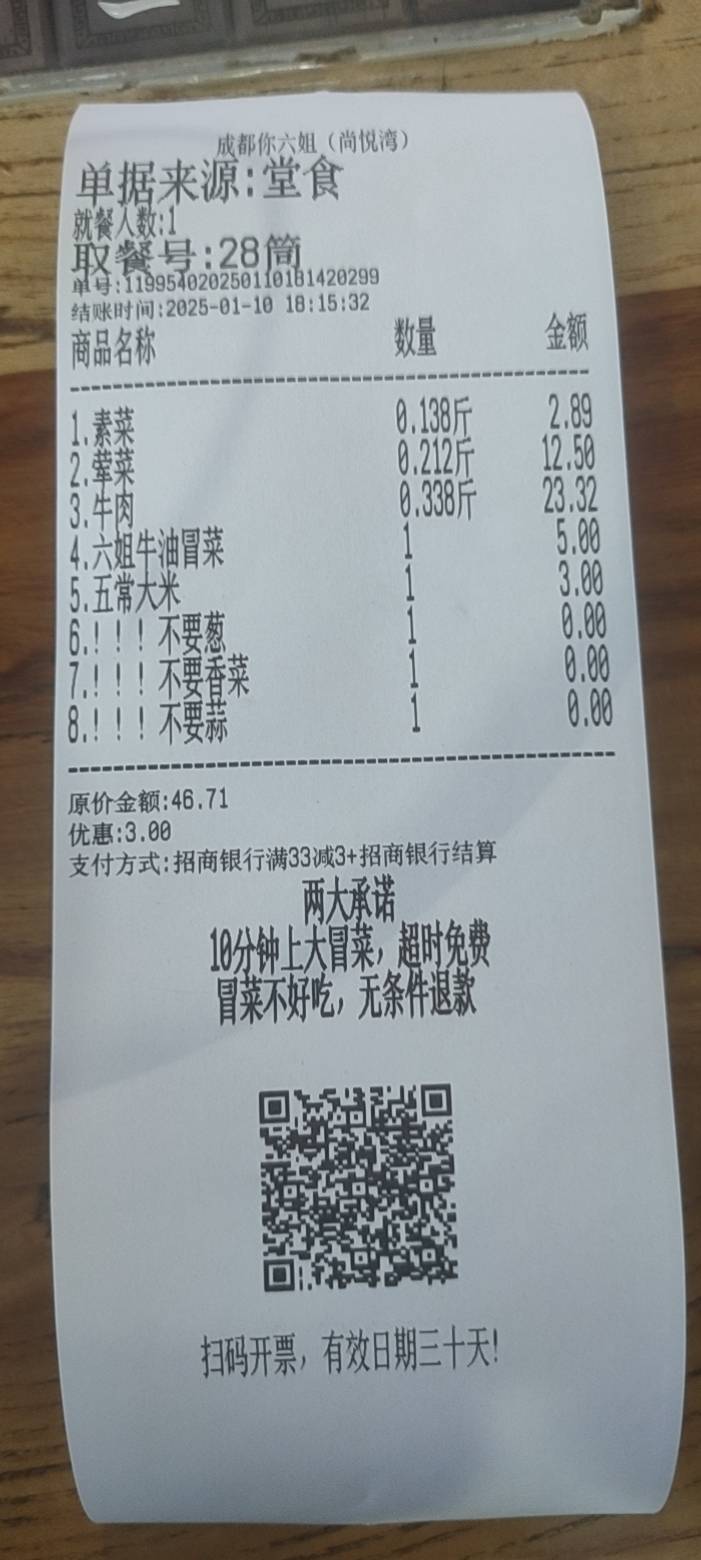 成都你六姐（尚悦湾）
单据来源:堂食
就餐人数:1
取餐号:28筒
单号:119954020250110181420299
结账时间:2025-01-10 18:15:32
商品名称 数量 金额
1.素菜 0.138斤 2.89
2.荤菜 0.212斤 12.50
3.牛肉 0.338斤 23.32
4.六姐牛油冒菜 1 5.00
5.五常大米 1 3.00
6.!!!不要葱 1 0.00
7.!!!不要香菜 1 0.00
8.!!!不要蒜 1 0.00
原价金额:46.71
优惠:3.00
支付方式:招商银行满33减3+招商银行结算
两大承诺
10分钟上大冒菜，超时免费
冒菜不好吃，无条件退款
扫码开票，有效日期三十天!